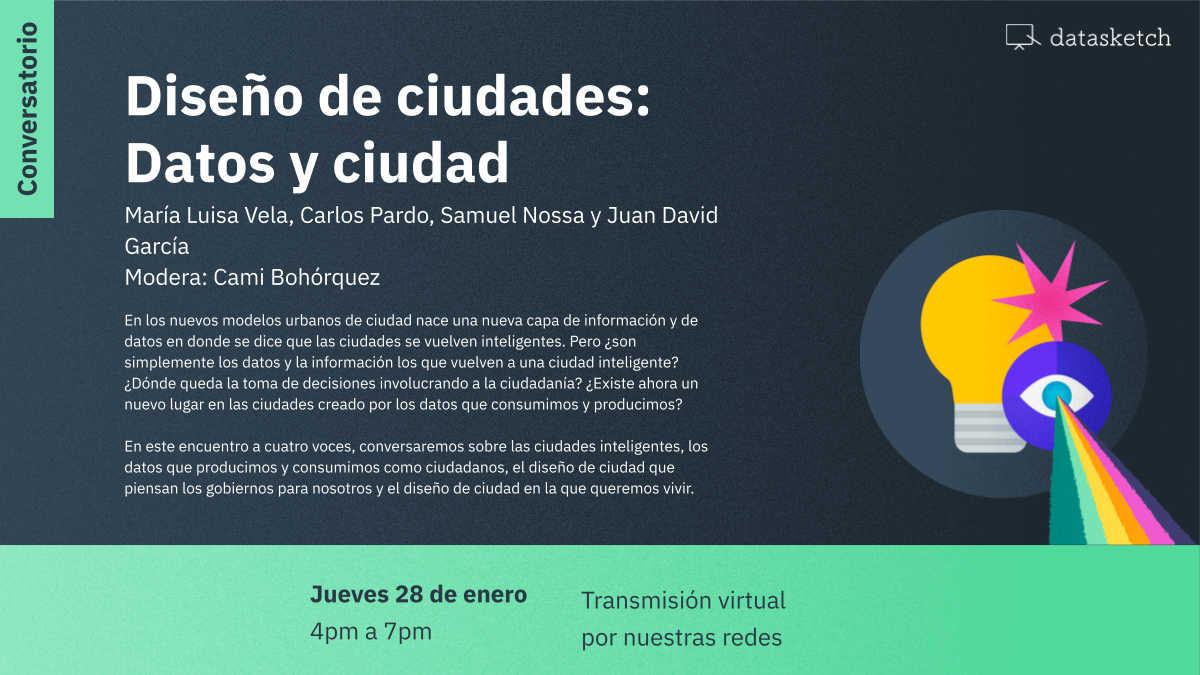 Conversatorio
datasketch
Diseño de ciudades:
Datos y ciudad
María Luisa Vela, Carlos Pardo, Samuel Nossa y Juan David
García
Modera: Cami Bohórquez
En los nuevos modelos urbanos de ciudad nace una nueva capa de información y de
datos en donde se dice que las ciudades se vuelven inteligentes. Pero ¿son
simplemente los datos y la información los que vuelven a una ciudad inteligente?
¿Dónde queda la toma de decisiones involucrando a la ciudadanía? ¿Existe ahora un
nuevo lugar en las ciudades creado por los datos que consumimos y producimos?
En este encuentro a cuatro voces, conversaremos sobre las ciudades inteligentes, los
datos que producimos y consumimos como ciudadanos, el diseño de ciudad que
piensan los gobiernos para nosotros y el diseño de ciudad en la que queremos vivir.
Jueves 28 de enero
4pm a 7pm
Transmisión virtual
por nuestras redes